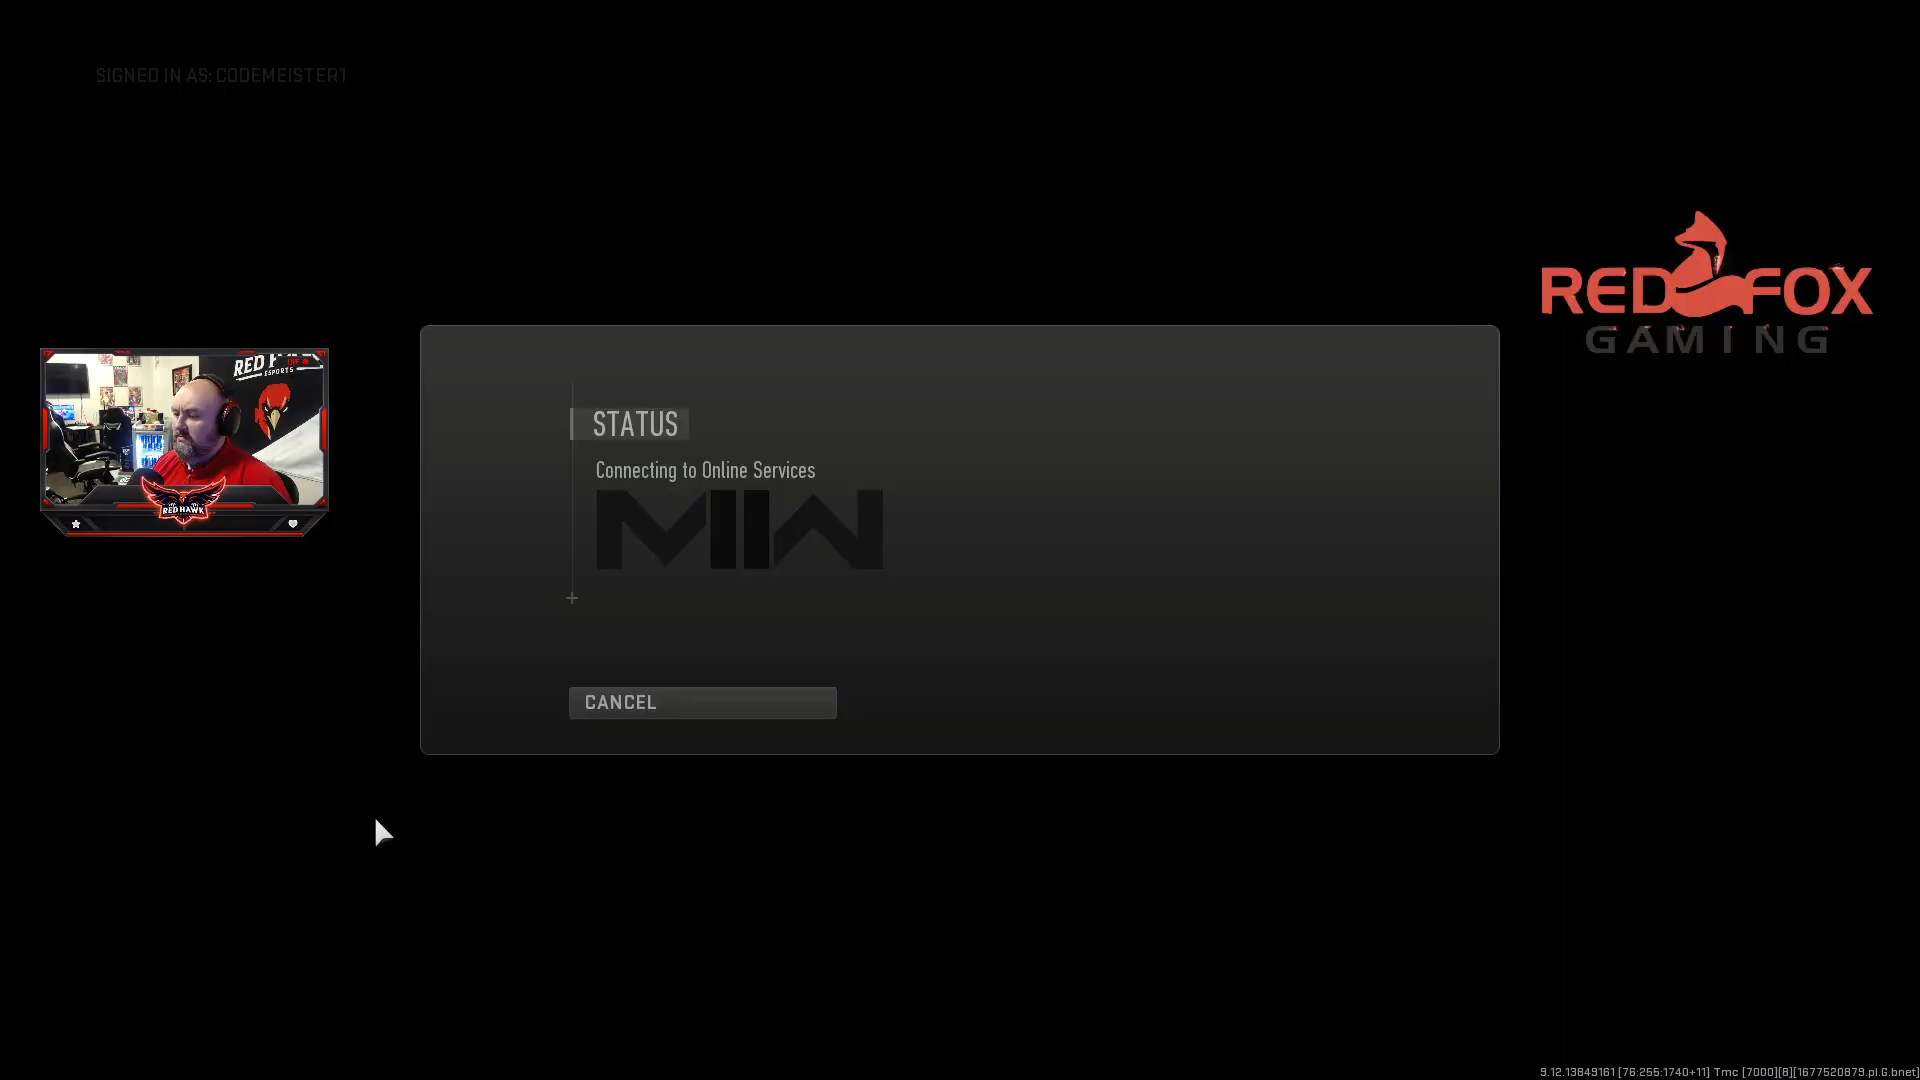 SIGNED IN AS: CODEMEISTER1
RED FOX
GAMING
RED
ESPORTS
RED HAWK
STATUS
Connecting to Online Services
MIIW
CANCEL
9.12.13849161 [76:255:1740+11] Tmc [7000][8][1677520879.pl.G.bnet]